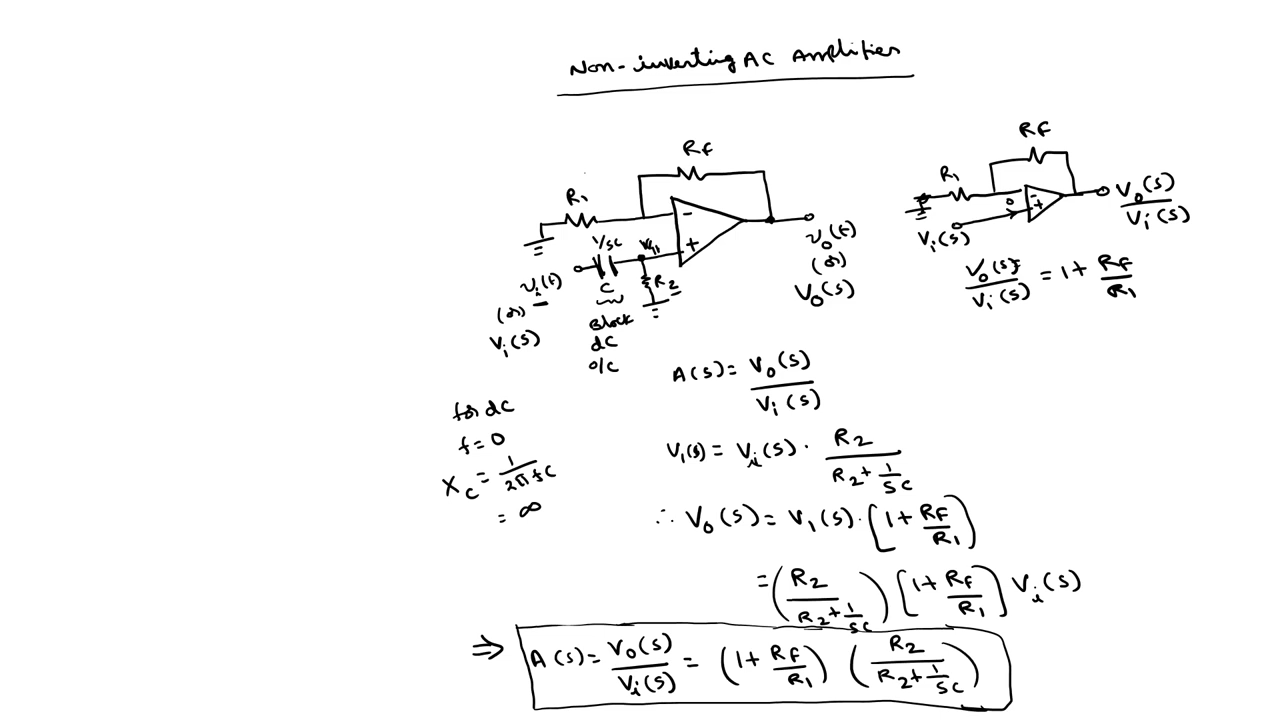 Non-inverting AC Amplifier
RF
R1
1/SC
V1
R2
C
vi(t)
(or)
Vi(S)
Block
dC
O/C
vo(t)
(or)
Vo(S)
RF
R1
Vi(S)
Vo(S)
Vi(S)
Vo(S) / Vi(S) = 1 + RF/R1
A(S) = Vo(S) / Vi(S)
for dC
f = 0
Xc = 1 / 2πfC
= ∞
V1(S) = Vi(S) . R2 / (R2 + 1/SC)
∴ Vo(S) = V1(S) . [1 + RF/R1]
= (R2 / (R2 + 1/SC)) [1 + RF/R1] Vi(S)
⇒ A(S) = Vo(S) / Vi(S) = (1 + RF/R1) (R2 / (R2 + 1/SC))